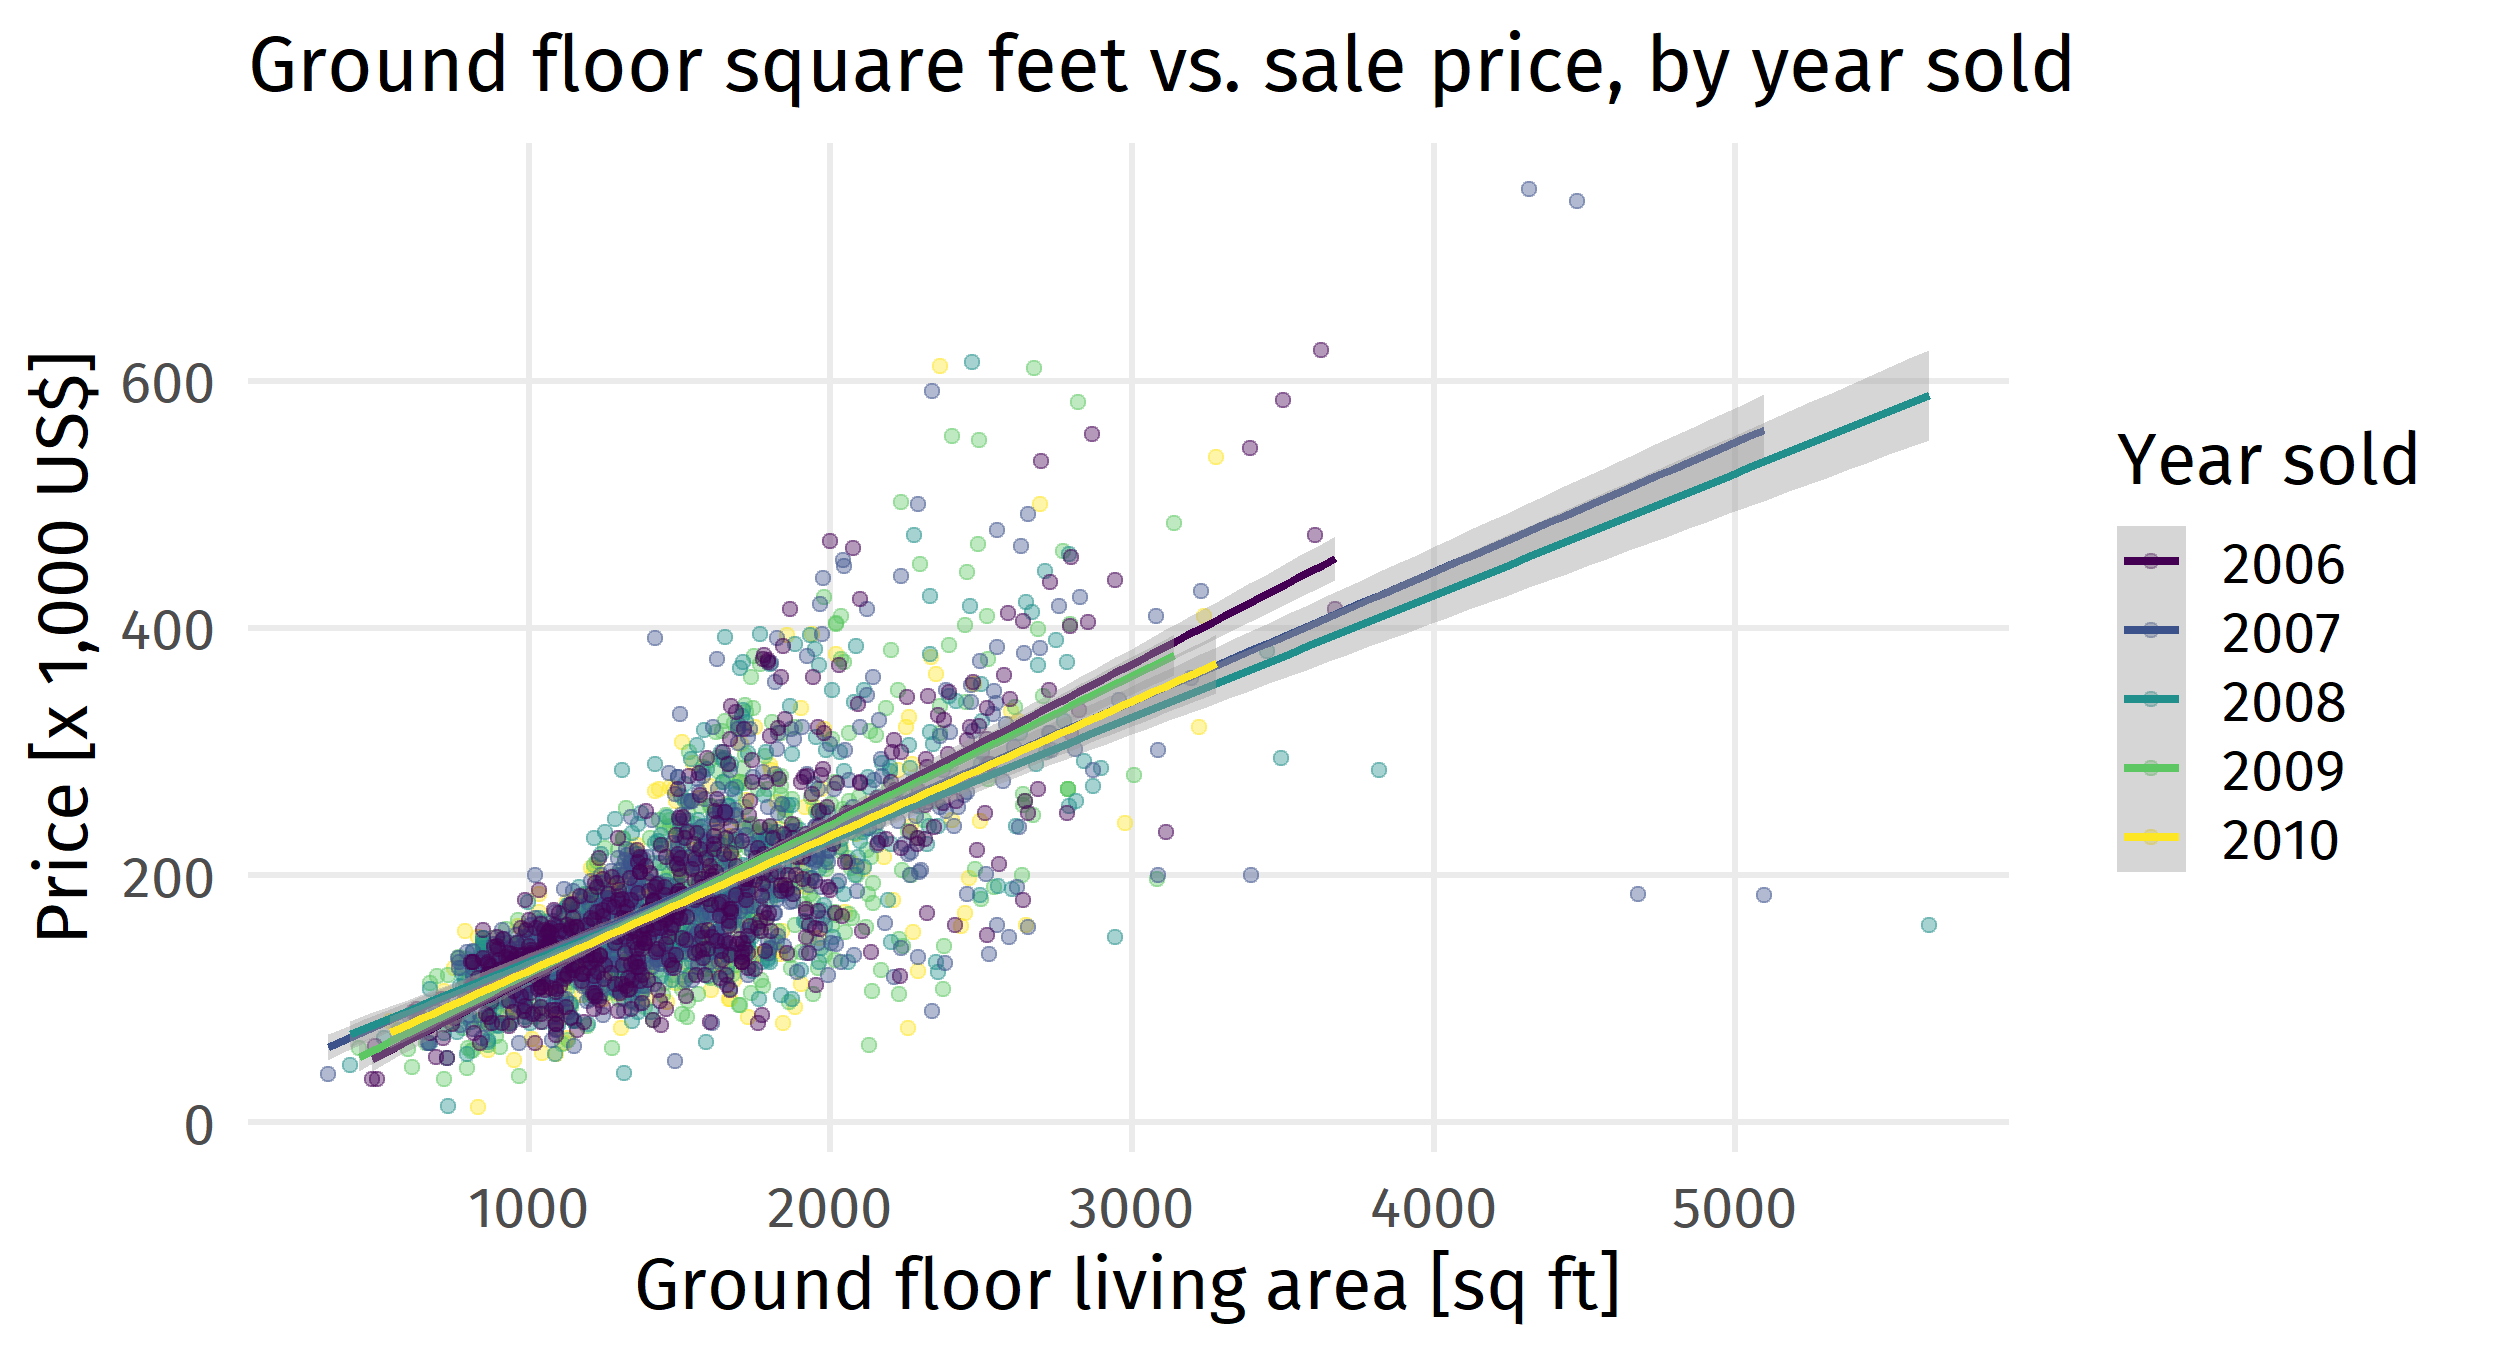 Ground floor square feet vs. sale price, by year sold
Price [x 1,000 US$]
600
400
200
0
1000 2000 3000 4000 5000
Ground floor living area [sq ft]
Year sold
2006
2007
2008
2009
2010